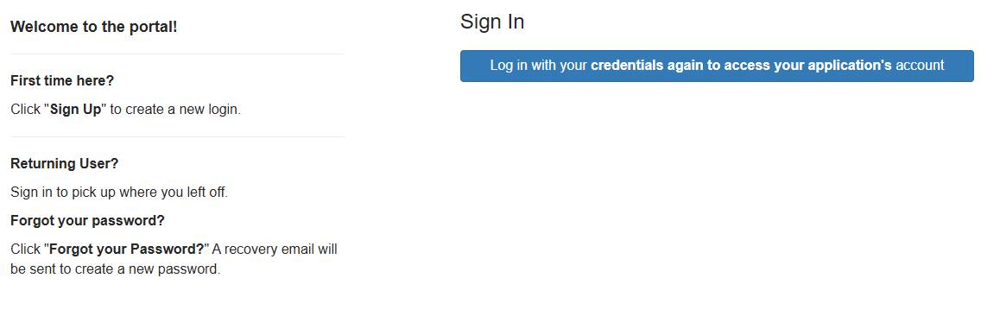 Welcome to the portal!
First time here?
Click "Sign Up" to create a new login.
Returning User?
Sign in to pick up where you left off.
Forgot your password?
Click "Forgot your Password?" A recovery email will
be sent to create a new password.
Sign In
Log in with your credentials again to access your application's account